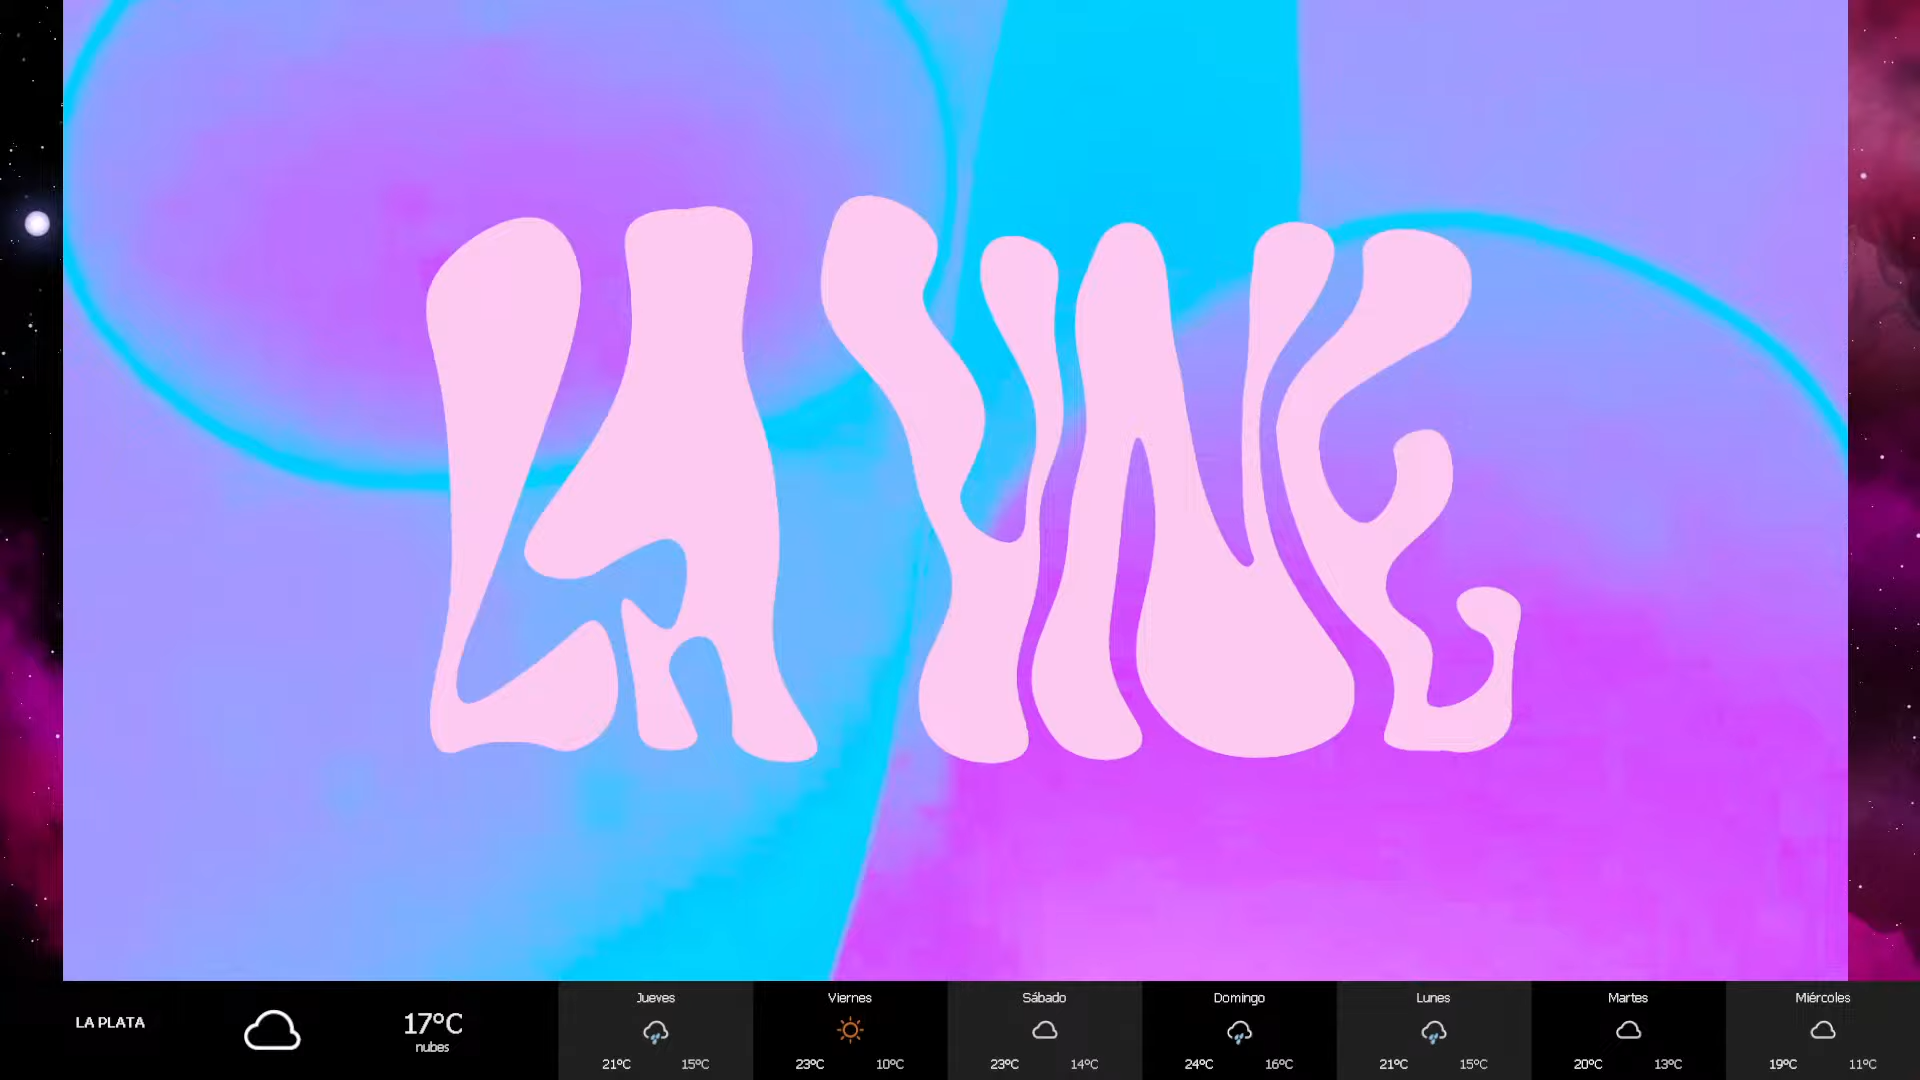 LA YNE
LA PLATA
17°C
nubes
Jueves
21°C 15°C
Viernes
23°C 10°C
Sábado
23°C 14°C
Domingo
24°C 16°C
Lunes
21°C 15°C
Martes
20°C 13°C
Miércoles
19°C 11°C